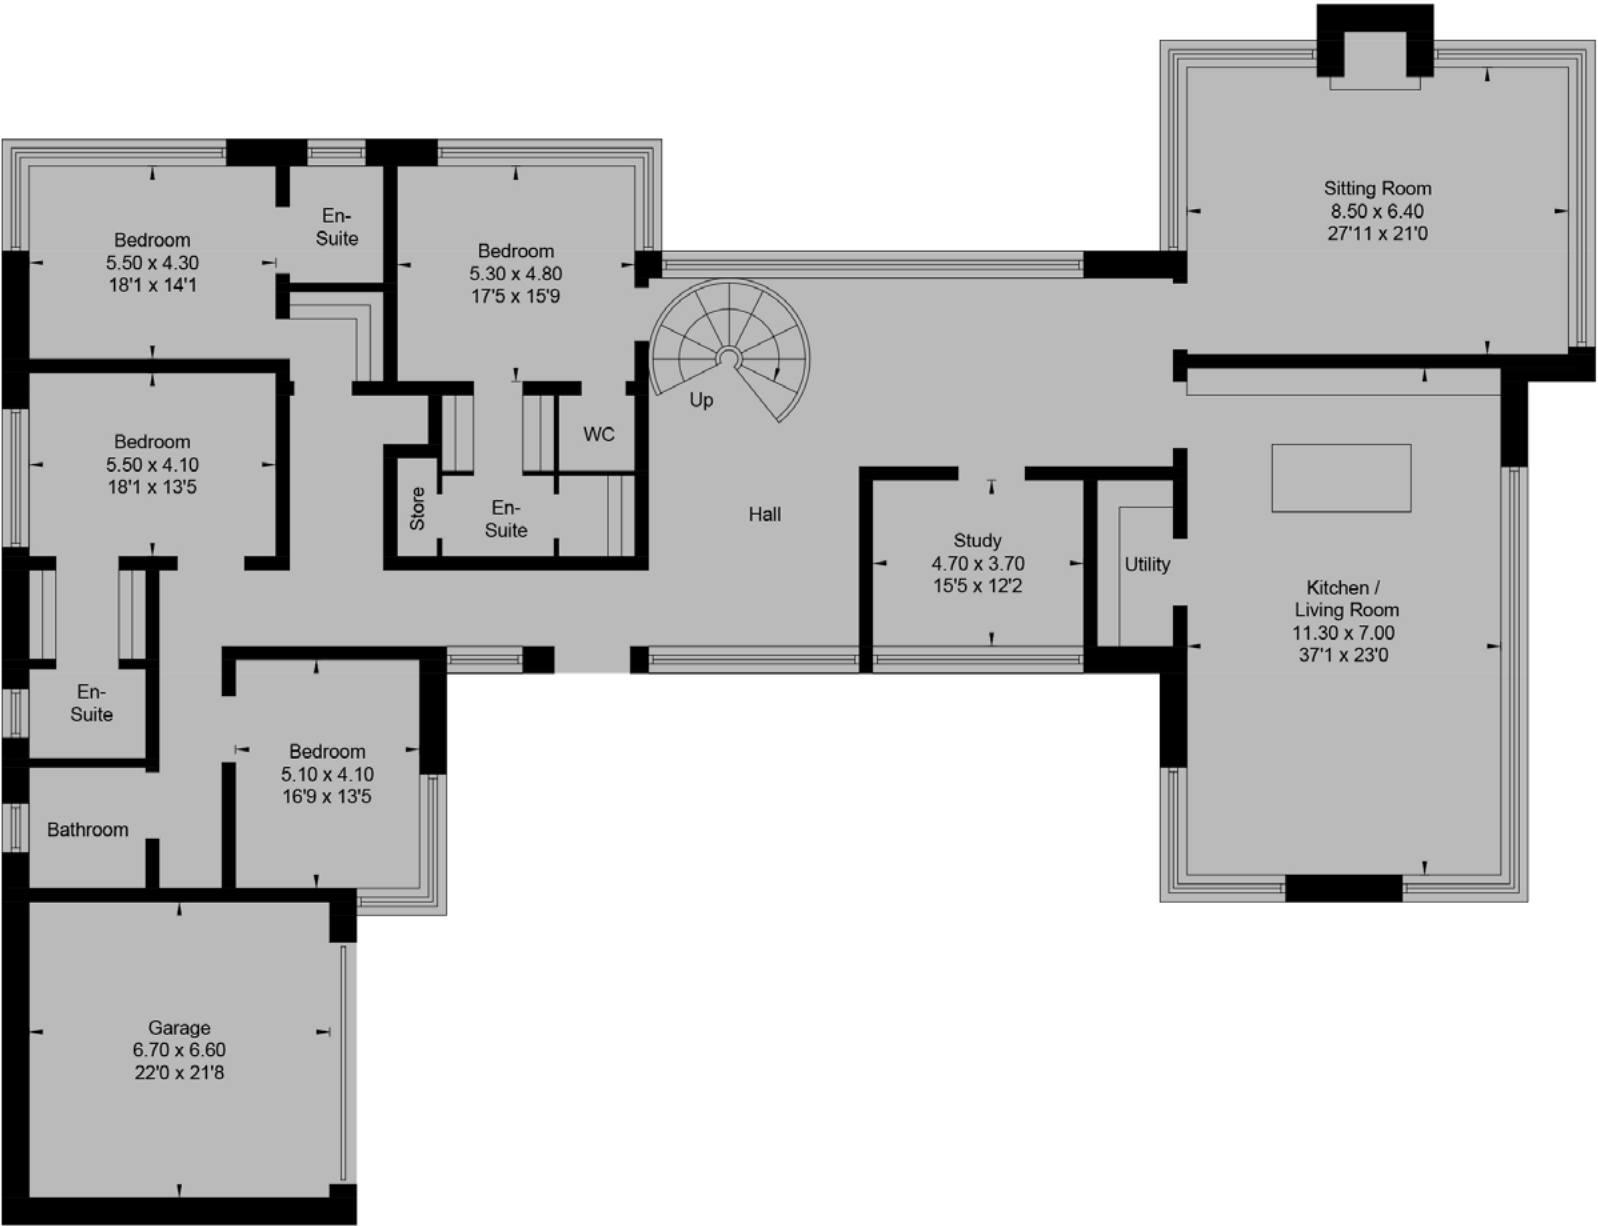 Sitting Room
8.50 x 6.40
27'11 x 21'0
En-
Suite
Bedroom
5.50 x 4.30
18'1 x 14'1
Bedroom
5.30 x 4.80
17'5 x 15'9
Up
WC
Bedroom
5.50 x 4.10
18'1 x 13'5
Store
En-
Suite
Hall
Study
4.70 x 3.70
15'5 x 12'2
Utility
Kitchen /
Living Room
11.30 x 7.00
37'1 x 23'0
En-
Suite
Bedroom
5.10 x 4.10
16'9 x 13'5
Bathroom
Garage
6.70 x 6.60
22'0 x 21'8